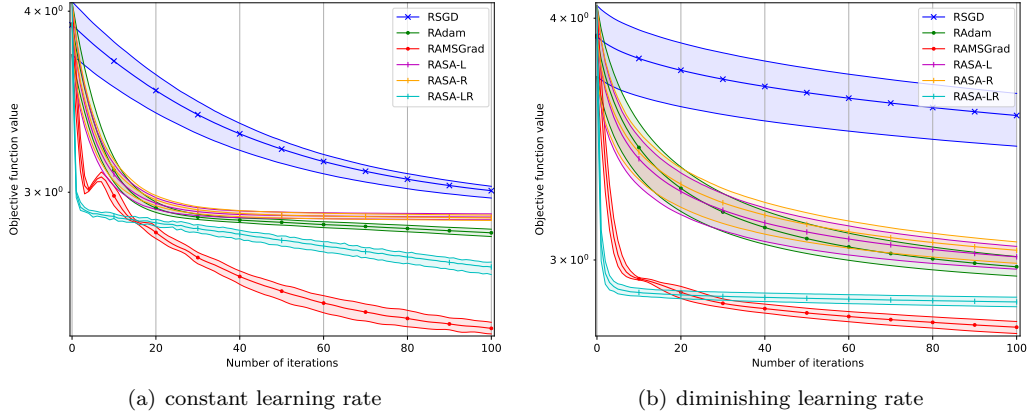 4 × 10⁰
3 × 10⁰
Objective function value
RSGD
RAdam
RAMSGrad
RASA-L
RASA-R
RASA-LR
0 20 40 60 80 100
Number of iterations
(a) constant learning rate
4 × 10⁰
3 × 10⁰
Objective function value
RSGD
RAdam
RAMSGrad
RASA-L
RASA-R
RASA-LR
0 20 40 60 80 100
Number of iterations
(b) diminishing learning rate